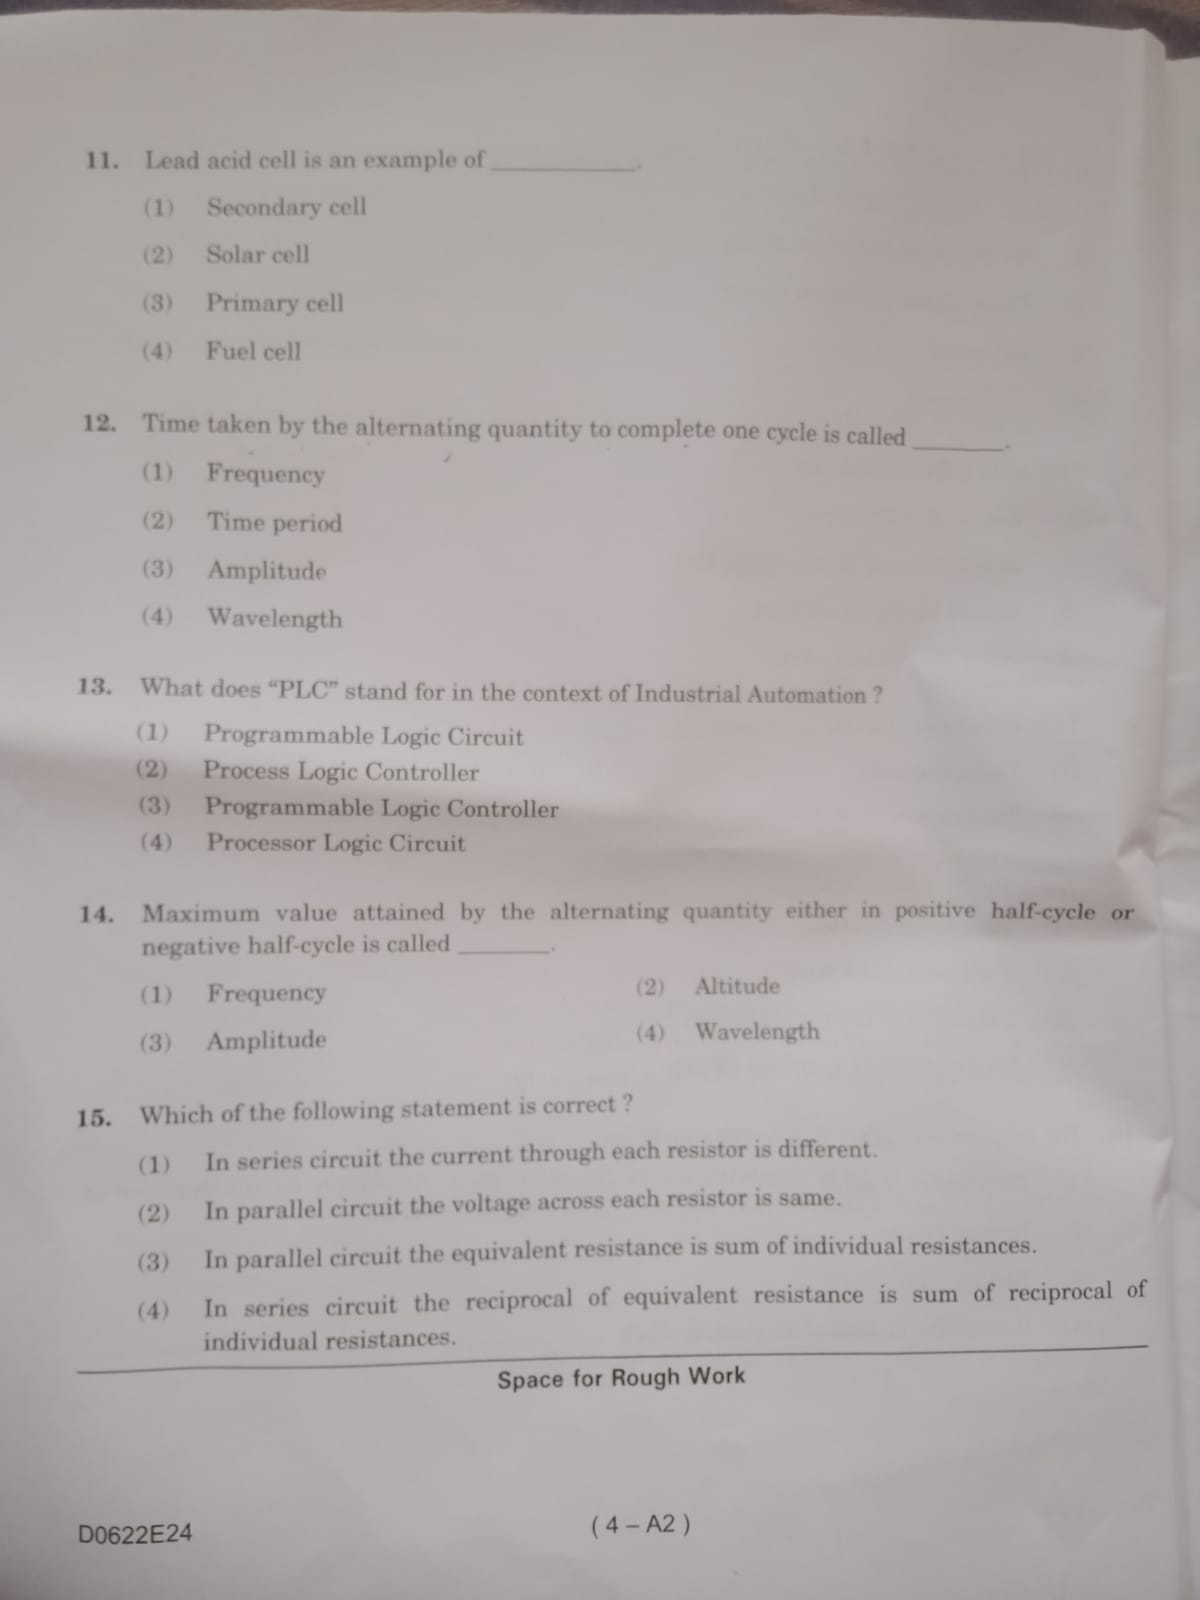 11. Lead acid cell is an example of ___________.
(1) Secondary cell
(2) Solar cell
(3) Primary cell
(4) Fuel cell
12. Time taken by the alternating quantity to complete one cycle is called _______.
(1) Frequency
(2) Time period
(3) Amplitude
(4) Wavelength
13. What does “PLC” stand for in the context of Industrial Automation ?
(1) Programmable Logic Circuit
(2) Process Logic Controller
(3) Programmable Logic Controller
(4) Processor Logic Circuit
14. Maximum value attained by the alternating quantity either in positive half-cycle or
negative half-cycle is called _______.
(1) Frequency (2) Altitude
(3) Amplitude (4) Wavelength
15. Which of the following statement is correct ?
(1) In series circuit the current through each resistor is different.
(2) In parallel circuit the voltage across each resistor is same.
(3) In parallel circuit the equivalent resistance is sum of individual resistances.
(4) In series circuit the reciprocal of equivalent resistance is sum of reciprocal of
individual resistances.
Space for Rough Work
D0622E24 ( 4 – A2 )